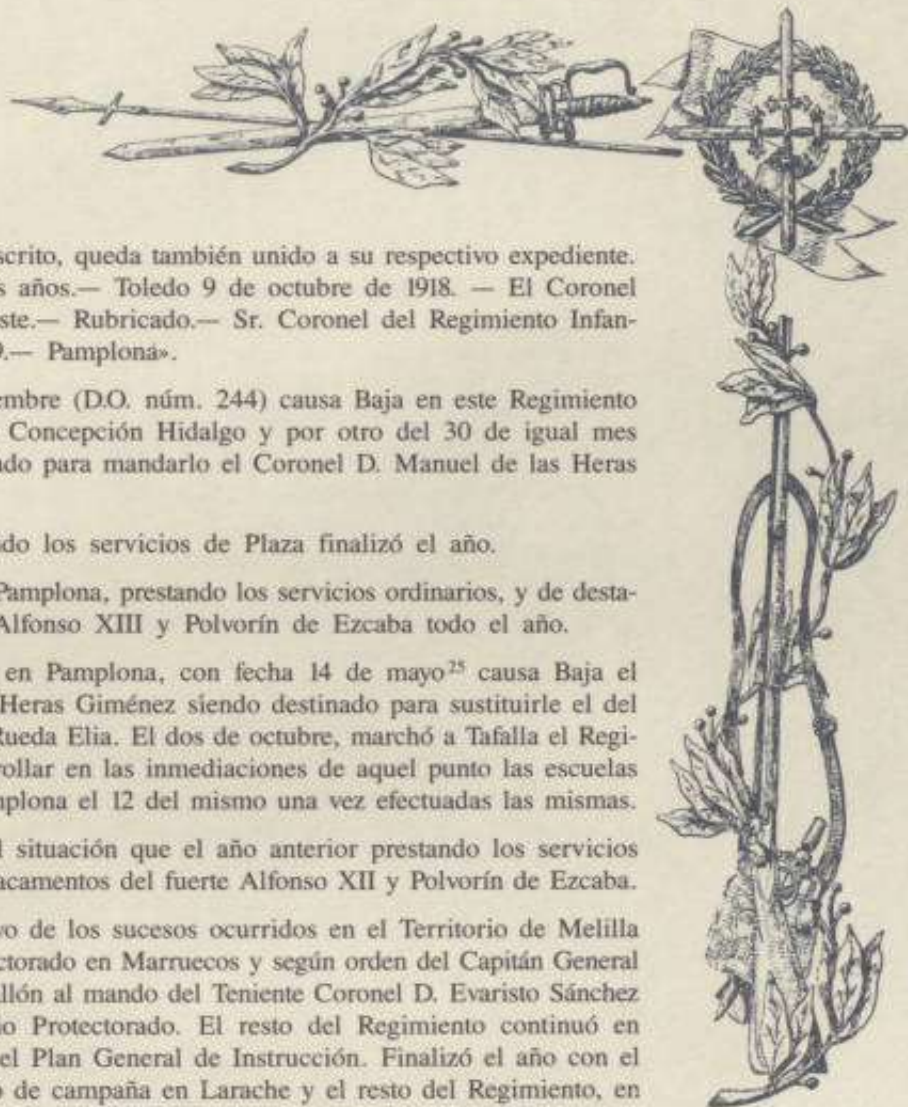 scrito, queda también unido a su respectivo expediente.
s años.— Toledo 9 de octubre de 1918. — El Coronel
ste.— Rubricado.— Sr. Coronel del Regimiento Infan-
9.— Pamplona».
embre (D.O. núm. 244) causa Baja en este Regimiento
Concepción Hidalgo y por otro del 30 de igual mes
ado para mandarlo el Coronel D. Manuel de las Heras
ndo los servicios de Plaza finalizó el año.
Pamplona, prestando los servicios ordinarios, y de desta-
Alfonso XIII y Polvorín de Ezcaba todo el año.
en Pamplona, con fecha 14 de mayo²⁵ causa Baja el
Heras Giménez siendo destinado para sustituirle el del
Rueda Elia. El dos de octubre, marchó a Tafalla el Regi-
rollar en las inmediaciones de aquel punto las escuelas
mplona el 12 del mismo una vez efectuadas las mismas.
l situación que el año anterior prestando los servicios
acamentos del fuerte Alfonso XII y Polvorín de Ezcaba.
vo de los sucesos ocurridos en el Territorio de Melilla
ctorado en Marruecos y según orden del Capitán General
allón al mando del Teniente Coronel D. Evaristo Sánchez
io Protectorado. El resto del Regimiento continuó en
el Plan General de Instrucción. Finalizó el año con el
o de campaña en Larache y el resto del Regimiento, en